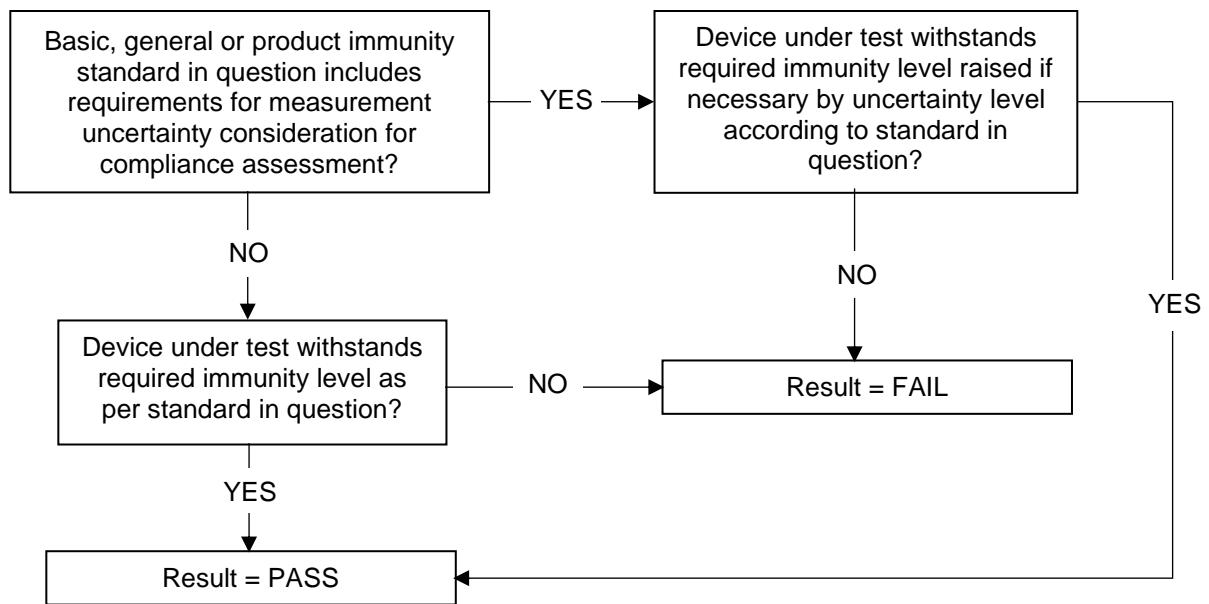 Basic, general or product immunity
standard in question includes
requirements for measurement
uncertainty consideration for
compliance assessment?
YES
Device under test withstands
required immunity level raised if
necessary by uncertainty level
according to standard in
question?
NO
NO
YES
Device under test withstands
required immunity level as
per standard in question?
NO
Result = FAIL
YES
Result = PASS